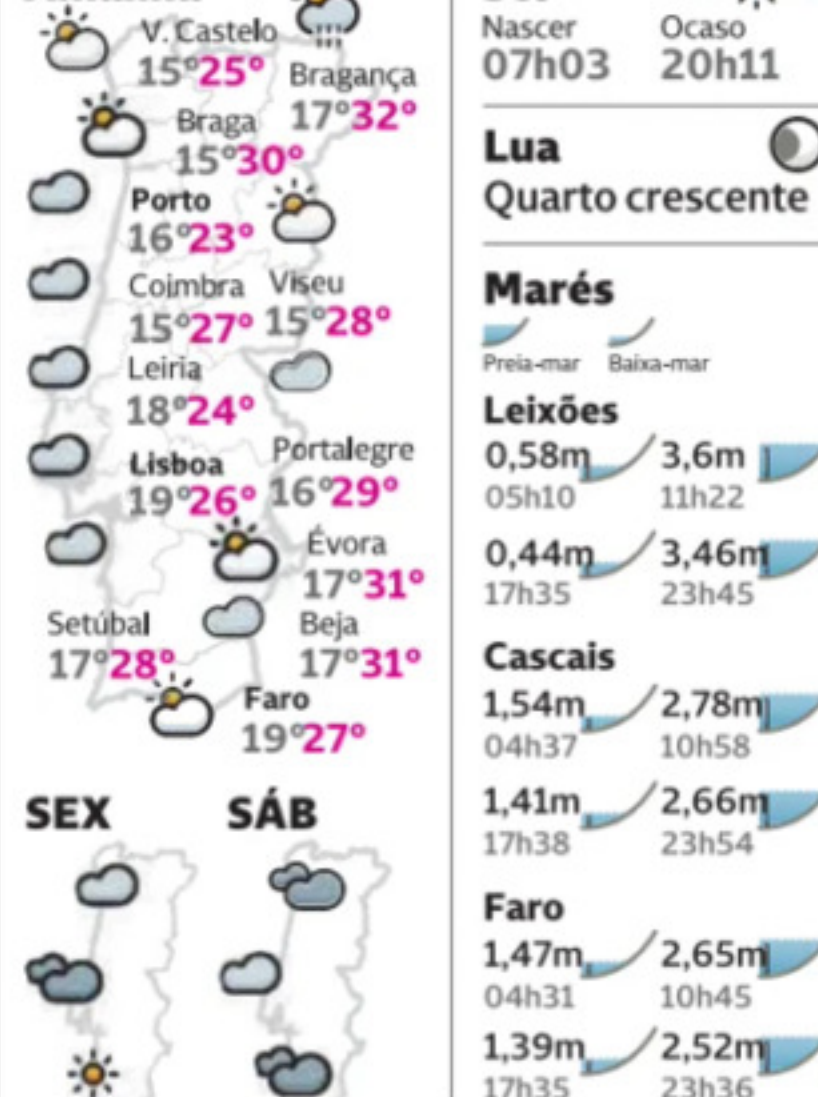 V. Castelo
15°25°
Bragança
17°32°
Braga
15°30°
Porto
16°23°
Coimbra
15°27°
Viseu
15°28°
Leiria
18°24°
Lisboa
19°26°
Portalegre
16°29°
Évora
17°31°
Setúbal
17°28°
Beja
17°31°
Faro
19°27°
SEX
SÁB
Nascer
Ocaso
07h03
20h11
Lua
Quarto crescente
Marés
Preia-mar
Baixa-mar
Leixões
0,58m
3,6m
05h10
11h22
0,44m
3,46m
17h35
23h45
Cascais
1,54m
2,78m
04h37
10h58
1,41m
2,66m
17h38
23h54
Faro
1,47m
2,65m
04h31
10h45
1,39m
2,52m
17h35
23h36